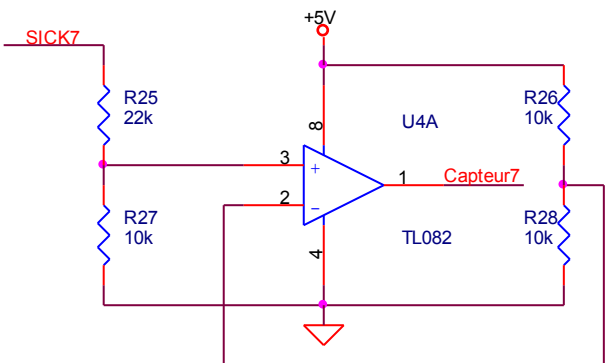 +5V
SICK7
R25
22k
R26
10k
8
U4A
3
+
1
Capteur7
2
−
R27
10k
R28
10k
4
TL082